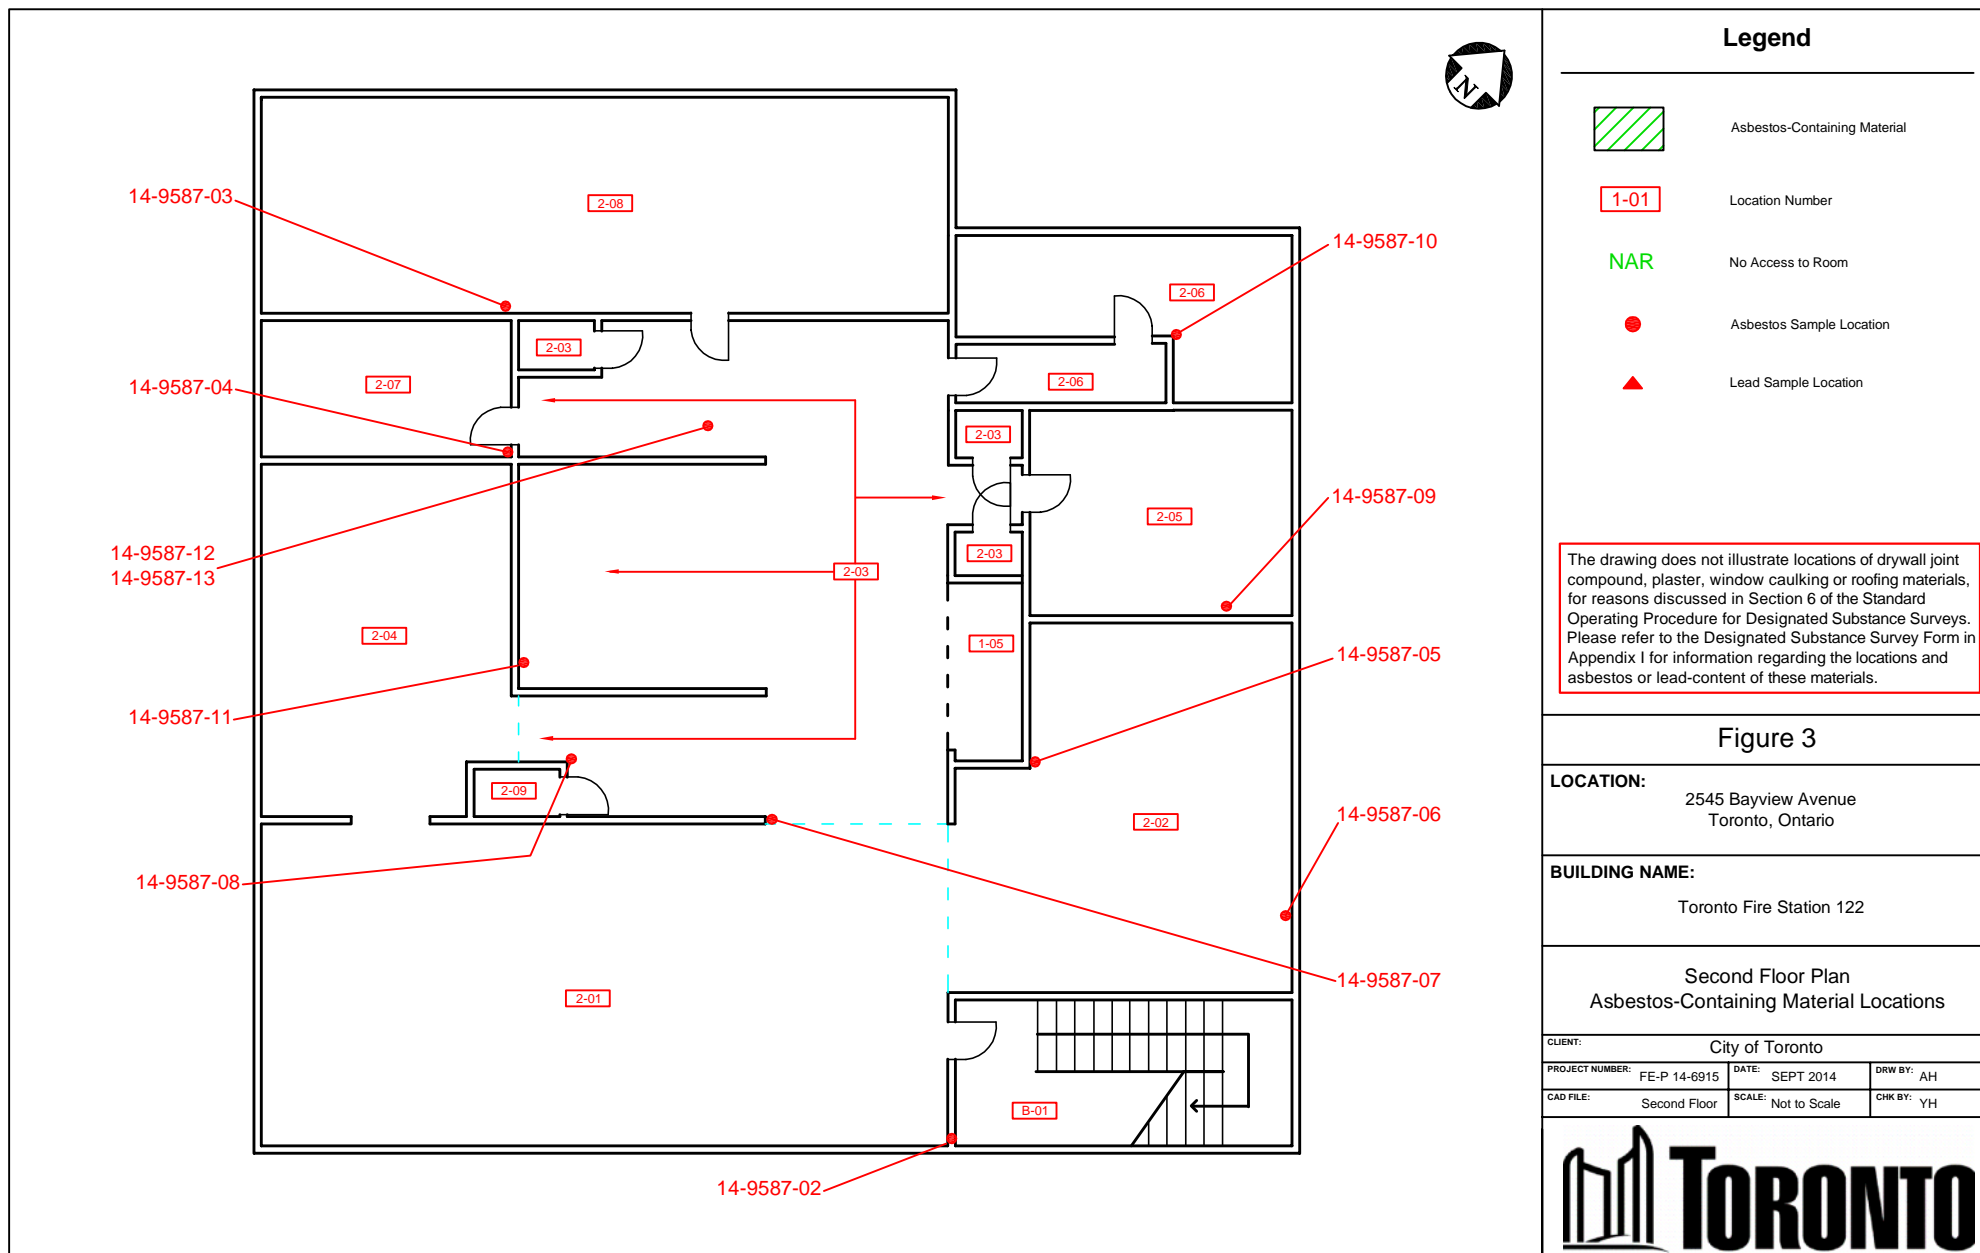 N
14-9587-03
2-08
14-9587-10
2-06
2-03
2-07
2-06
14-9587-04
2-03
14-9587-09
2-05
14-9587-12
14-9587-13
2-03
2-03
2-04
1-05
14-9587-05
14-9587-11
2-09
2-02
14-9587-06
14-9587-08
14-9587-07
2-01
B-01
14-9587-02
Legend
Asbestos-Containing Material
1-01
Location Number
NAR
No Access to Room
Asbestos Sample Location
Lead Sample Location
The drawing does not illustrate locations of drywall joint
compound, plaster, window caulking or roofing materials,
for reasons discussed in Section 6 of the Standard
Operating Procedure for Designated Substance Surveys.
Please refer to the Designated Substance Survey Form in
Appendix I for information regarding the locations and
asbestos or lead-content of these materials.
Figure 3
LOCATION:
2545 Bayview Avenue
Toronto, Ontario
BUILDING NAME:
Toronto Fire Station 122
Second Floor Plan
Asbestos-Containing Material Locations
CLIENT: City of Toronto
PROJECT NUMBER: FE-P 14-6915 DATE: SEPT 2014 DRW BY: AH
CAD FILE: Second Floor SCALE: Not to Scale CHK BY: YH
TORONTO